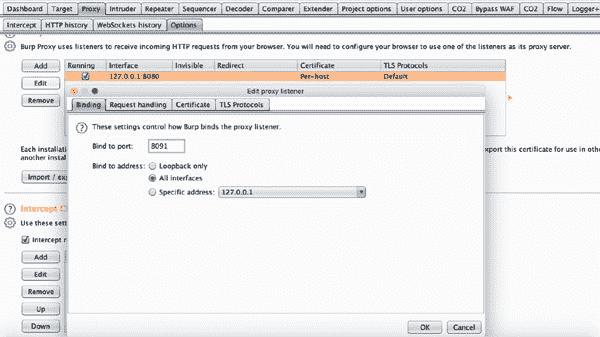 Dashboard Target Proxy Intruder Repeater Sequencer Decoder Comparer Extender Project options User options CO2 Bypass WAF CO2 Flow Logger+
Intercept HTTP history WebSockets history Options
Burp Proxy uses listeners to receive incoming HTTP requests from your browser. You will need to configure your browser to use one of the listeners as its proxy server.
Add Running Interface Invisible Redirect Certificate TLS Protocols
Edit 127.0.0.1:8080 Per-host Default
Remove
Edit proxy listener
Binding Request handling Certificate TLS Protocols
These settings control how Burp binds the proxy listener.
Bind to port: 8091
Each installatio
another instal
xport this certificate for use in othe
Bind to address: Loopback only
All interfaces
Specific address: 127.0.0.1
Import / ex
Intercept C
Use these set
Intercept r
Add
Edit
Remove
Up
Down
OK Cancel